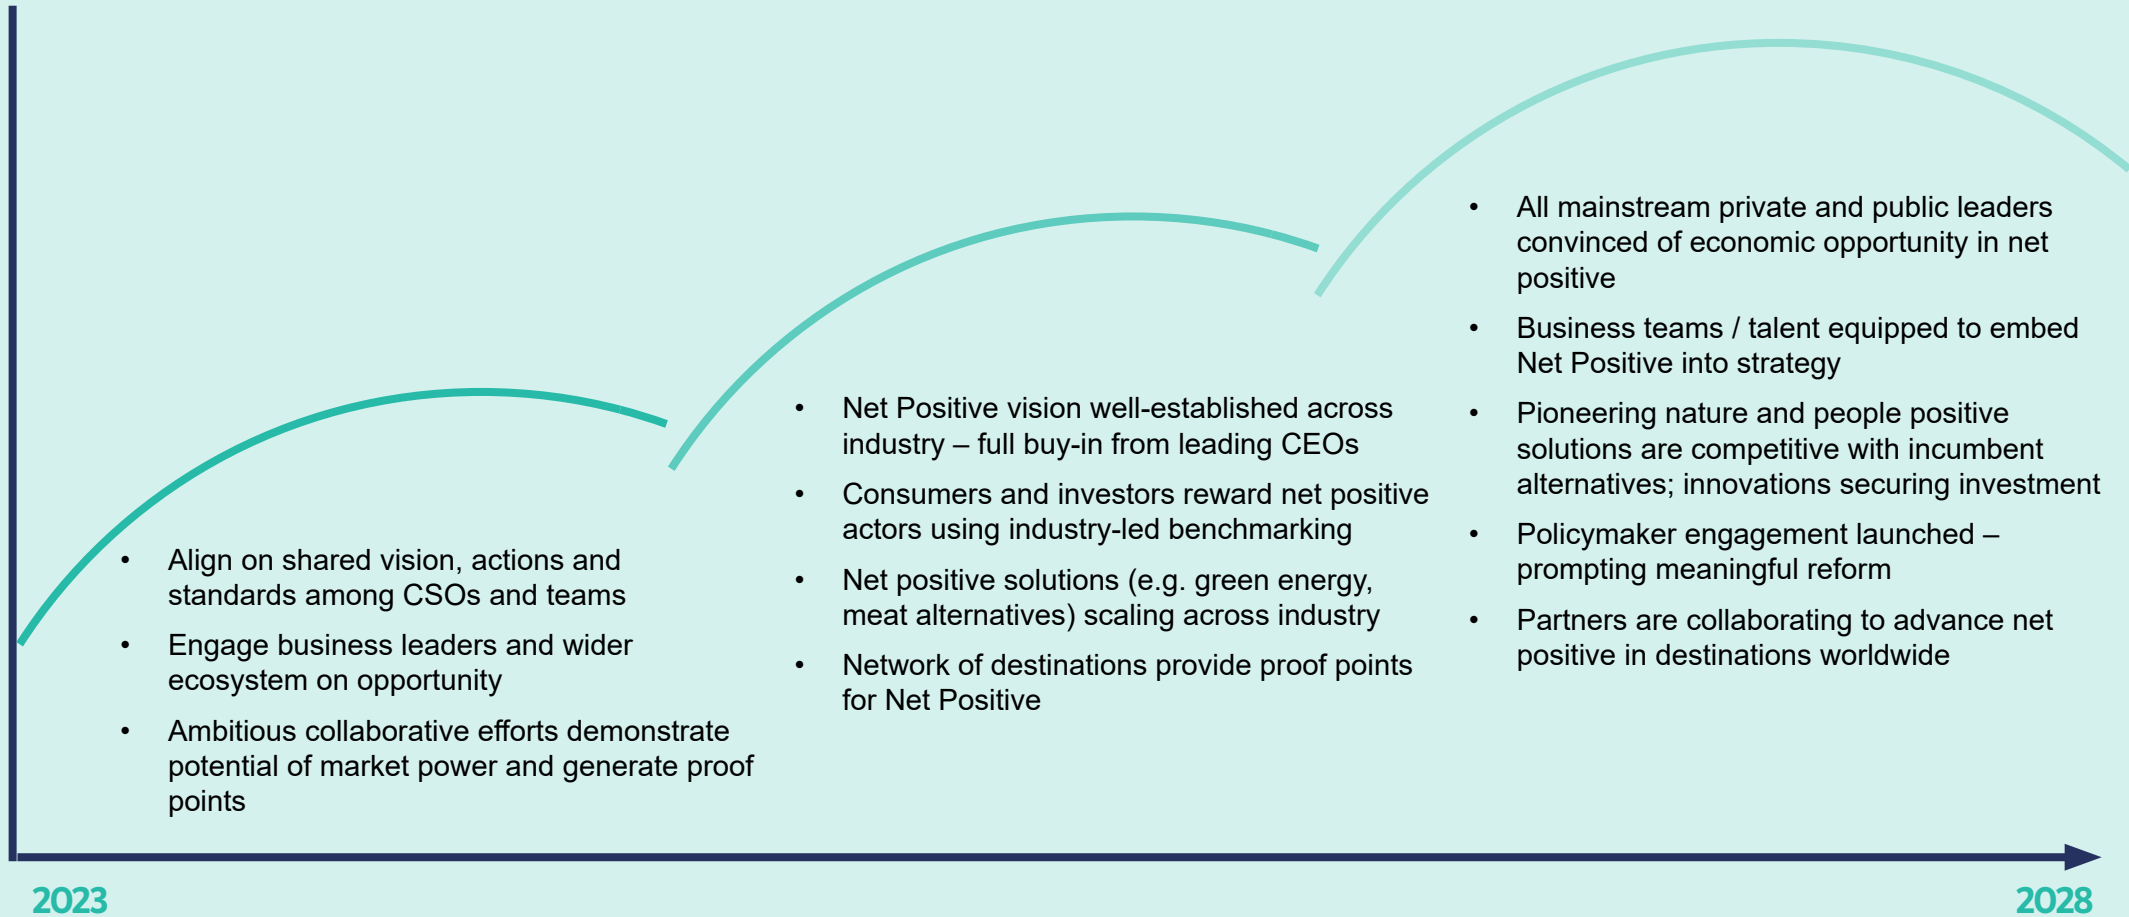 • Align on shared vision, actions and
standards among CSOs and teams
• Engage business leaders and wider
ecosystem on opportunity
• Ambitious collaborative efforts demonstrate
potential of market power and generate proof
points
• Net Positive vision well-established across
industry – full buy-in from leading CEOs
• Consumers and investors reward net positive
actors using industry-led benchmarking
• Net positive solutions (e.g. green energy,
meat alternatives) scaling across industry
• Network of destinations provide proof points
for Net Positive
• All mainstream private and public leaders
convinced of economic opportunity in net
positive
• Business teams / talent equipped to embed
Net Positive into strategy
• Pioneering nature and people positive
solutions are competitive with incumbent
alternatives; innovations securing investment
• Policymaker engagement launched –
prompting meaningful reform
• Partners are collaborating to advance net
positive in destinations worldwide
2023
2028